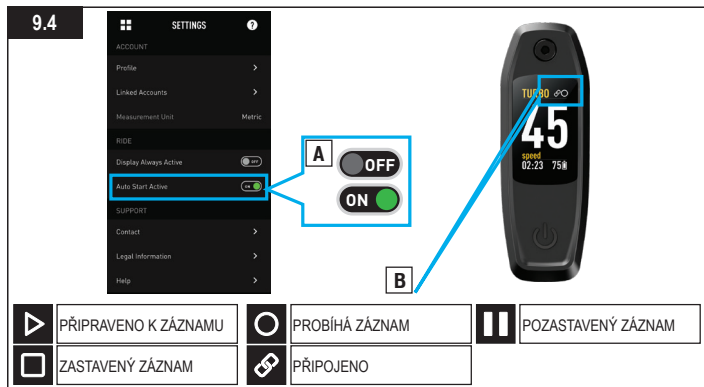 9.4
SETTINGS ?
ACCOUNT
Profile
Linked Accounts
Measurement Unit Metric
RIDE
Display Always Active OFF
Auto Start Active ON
SUPPORT
Contact
Legal Information
Help
A
OFF
ON
TURBO
45
speed
02:23 75
B
PŘIPRAVENO K ZÁZNAMU
PROBÍHÁ ZÁZNAM
POZASTAVENÝ ZÁZNAM
ZASTAVENÝ ZÁZNAM
PŘIPOJENO